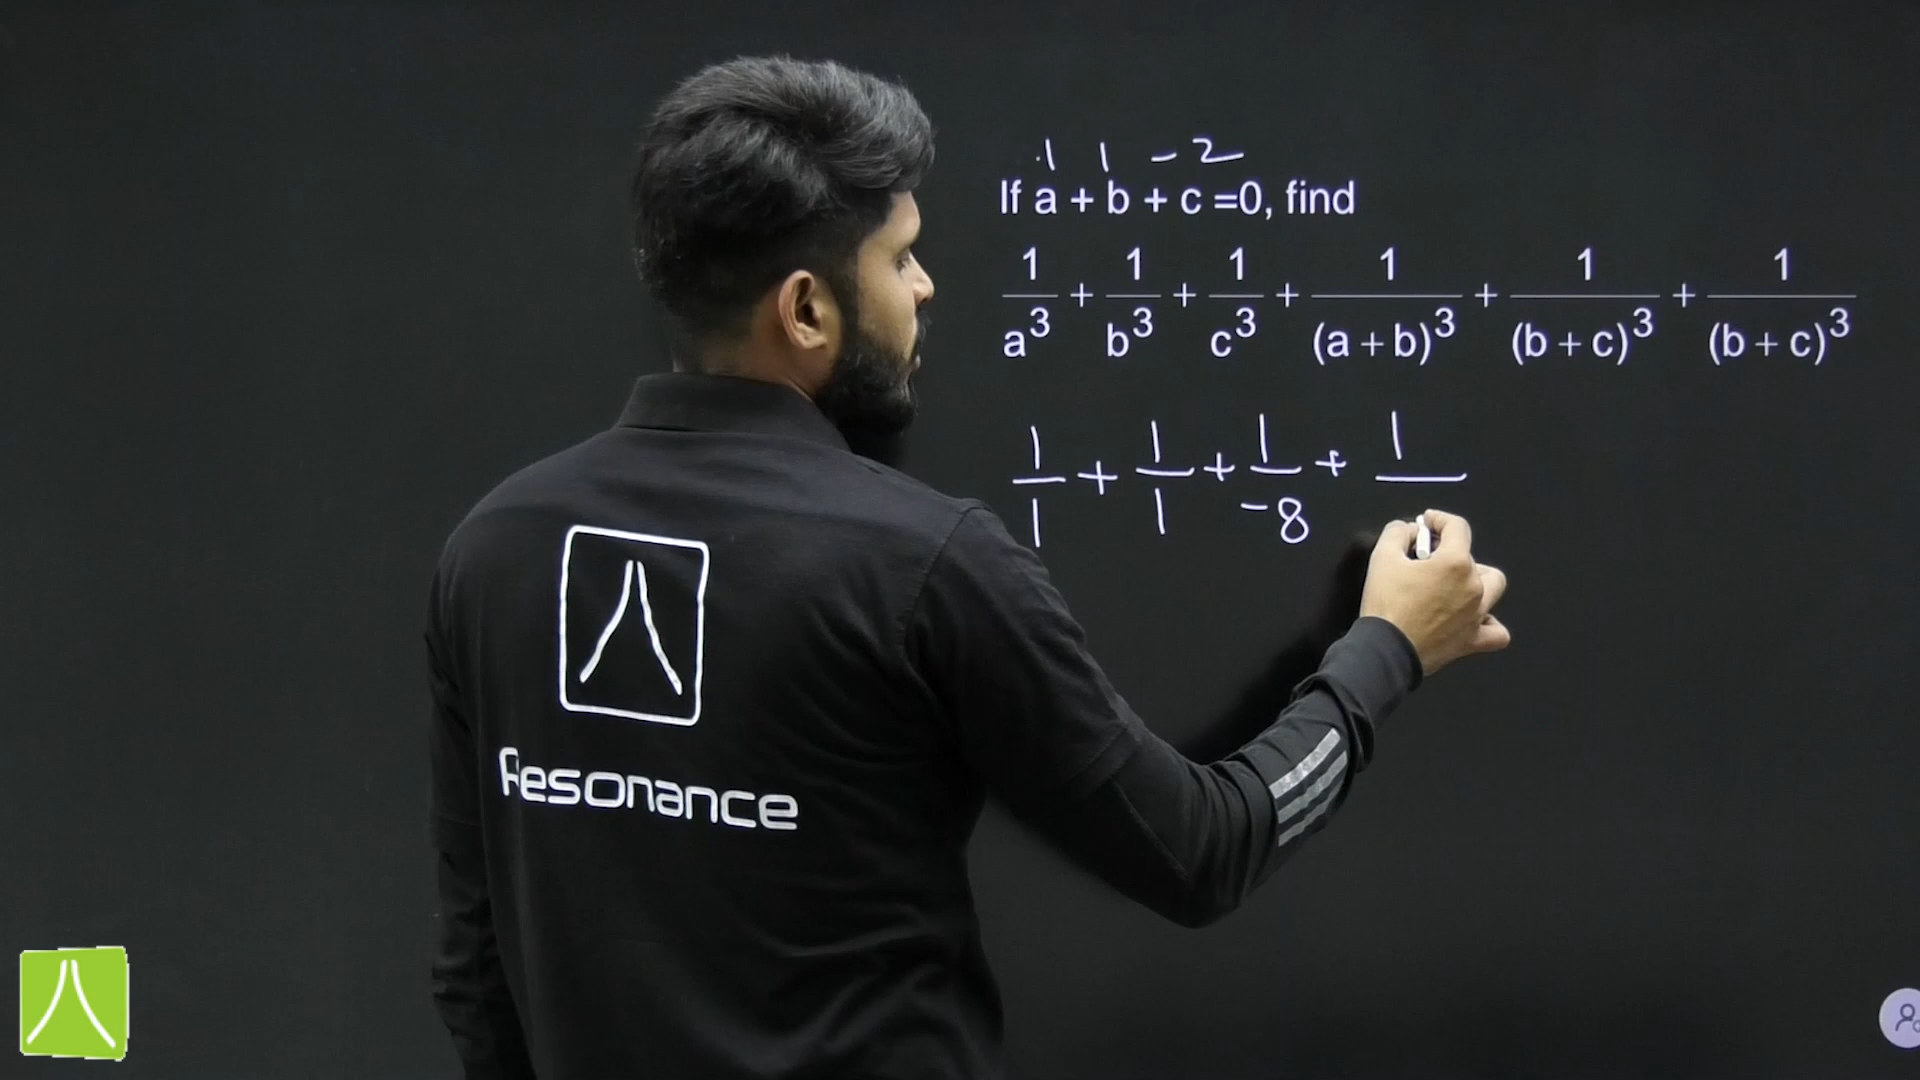 1 1 -2
If a + b + c =0, find
1/a³ + 1/b³ + 1/c³ + 1/(a+b)³ + 1/(b+c)³ + 1/(b+c)³
1/1 + 1/1 + 1/-8 + 1/
Resonance